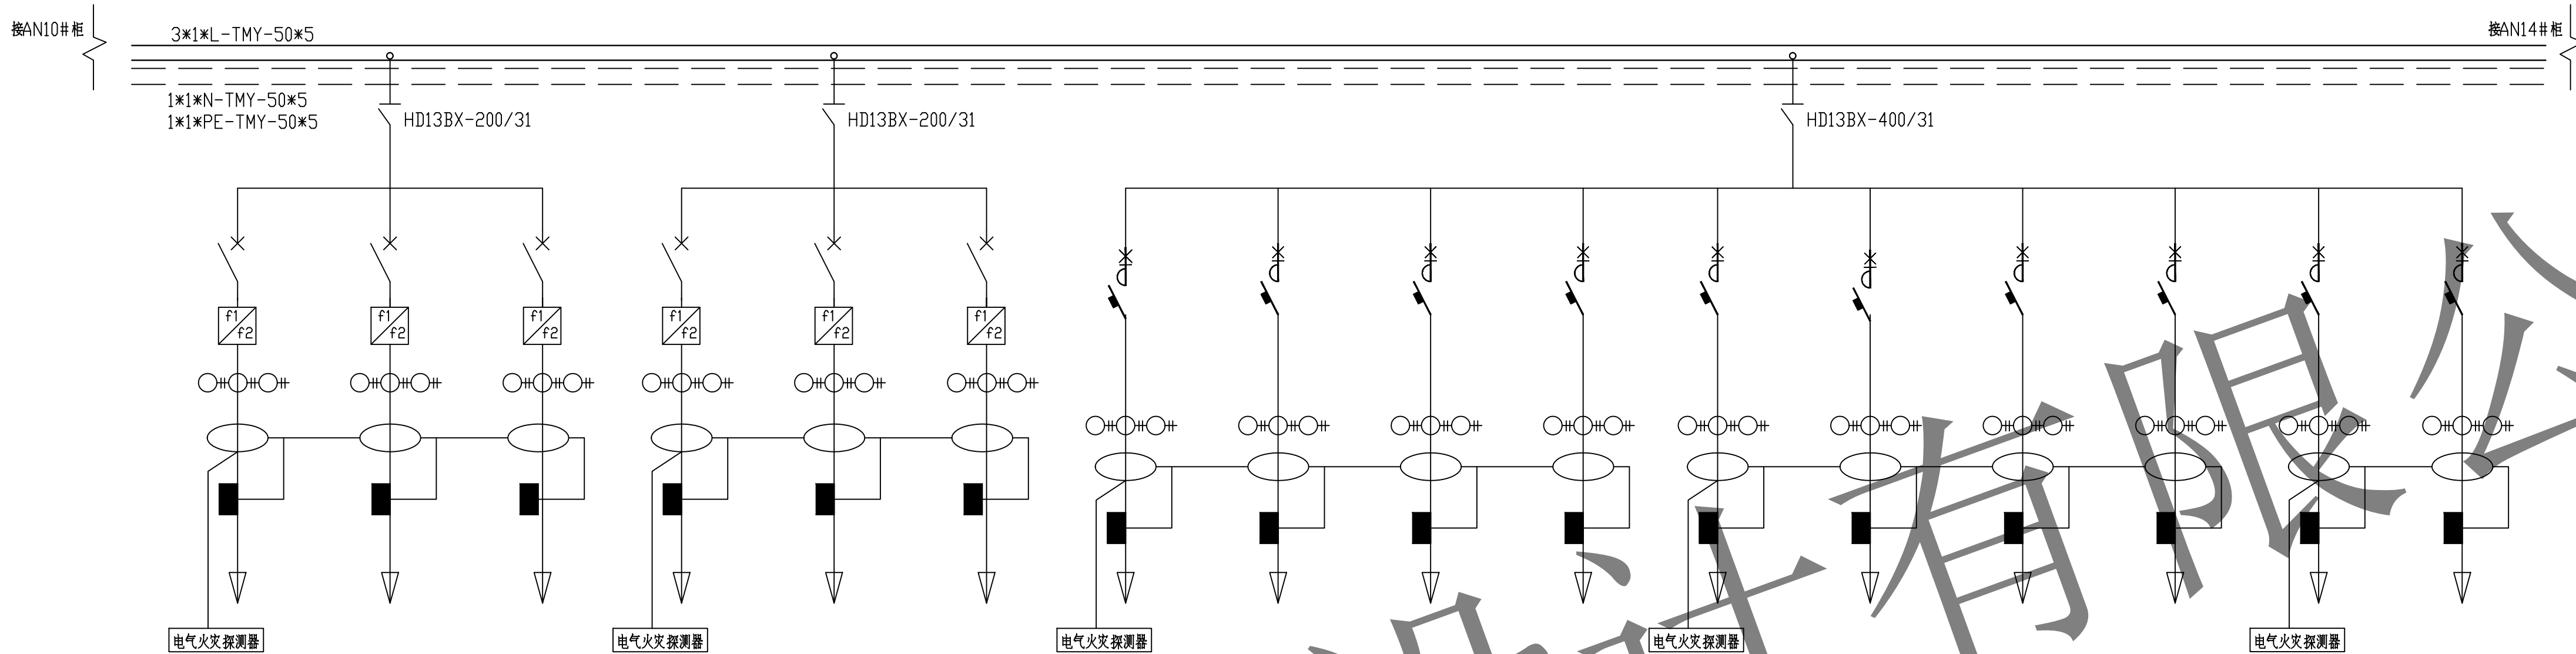 接AN10#柜
3*1*L-TMY-50*5
接AN14#柜
1*1*N-TMY-50*5
1*1*PE-TMY-50*5
HD13BX-200/31
HD13BX-200/31
HD13BX-400/31
f1
f2
f1
f2
f1
f2
f1
f2
f1
f2
f1
f2
电气火灾探测器
电气火灾探测器
电气火灾探测器
电气火灾探测器
电气火灾探测器
计有限公